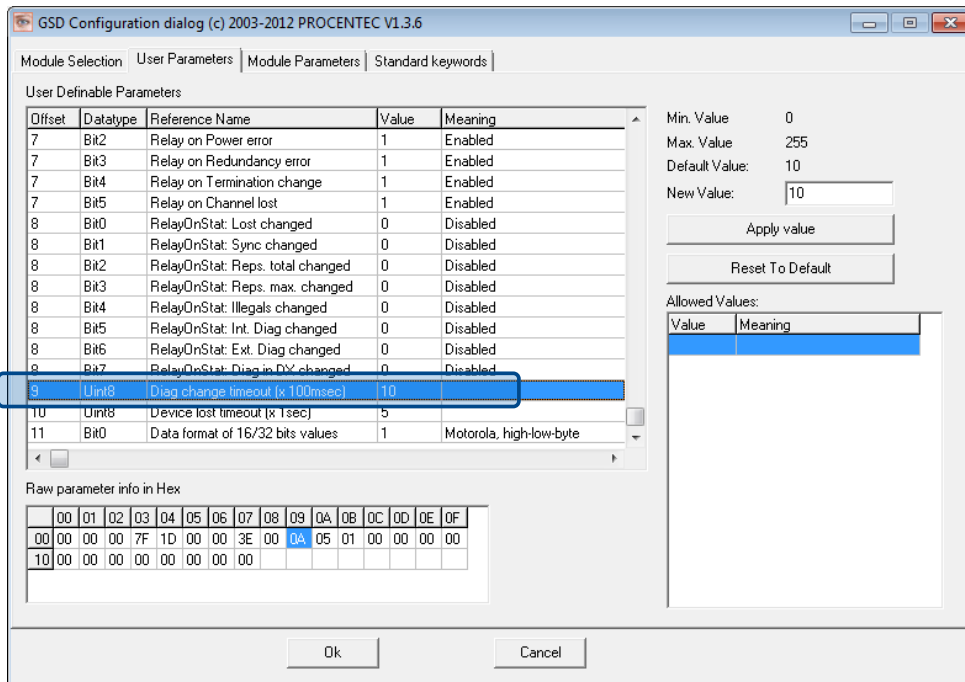 GSD Configuration dialog (c) 2003-2012 PROCENTEC V1.3.6
Module Selection User Parameters Module Parameters Standard keywords
User Definable Parameters
Offset Datatype Reference Name Value Meaning
7 Bit2 Relay on Power error 1 Enabled
7 Bit3 Relay on Redundancy error 1 Enabled
7 Bit4 Relay on Termination change 1 Enabled
7 Bit5 Relay on Channel lost 1 Enabled
8 Bit0 RelayOnStat: Lost changed 0 Disabled
8 Bit1 RelayOnStat: Sync changed 0 Disabled
8 Bit2 RelayOnStat: Reps. total changed 0 Disabled
8 Bit3 RelayOnStat: Reps. max. changed 0 Disabled
8 Bit4 RelayOnStat: Illegals changed 0 Disabled
8 Bit5 RelayOnStat: Int. Diag changed 0 Disabled
8 Bit6 RelayOnStat: Ext. Diag changed 0 Disabled
8 Bit7 RelayOnStat: Diag in DX changed 0 Disabled
9 Uint8 Diag change timeout (x 100msec) 10
10 Uint8 Device lost timeout (x 1sec) 5
11 Bit0 Data format of 16/32 bits values 1 Motorola, high-low-byte
Min. Value 0
Max. Value 255
Default Value: 10
New Value: 10
Apply value
Reset To Default
Allowed Values:
Value Meaning
Raw parameter info in Hex
00 01 02 03 04 05 06 07 08 09 0A 0B 0C 0D 0E 0F
00 00 00 00 7F 1D 00 00 3E 00 0A 05 01 00 00 00 00
10 00 00 00 00 00 00 00 00
Ok Cancel